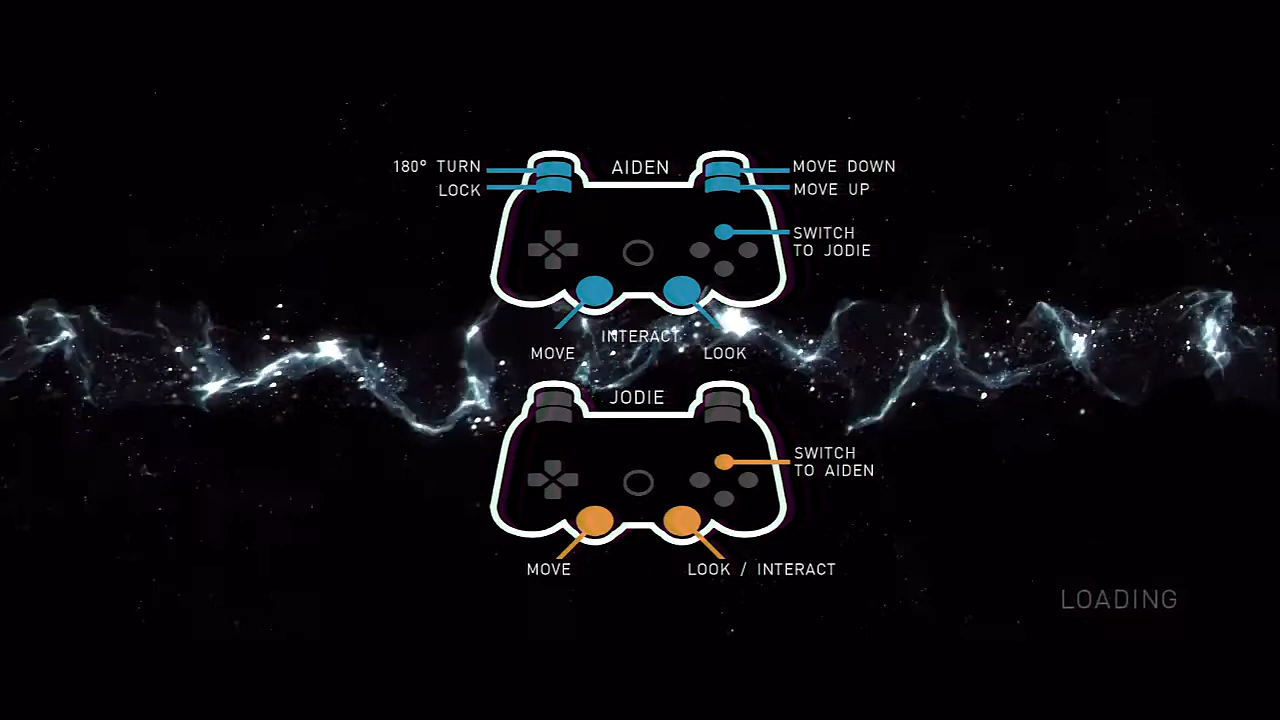 180° TURN
AIDEN
MOVE DOWN
LOCK
MOVE UP
SWITCH
TO JODIE
INTERACT
MOVE
LOOK
JODIE
SWITCH
TO AIDEN
MOVE
LOOK / INTERACT
LOADING